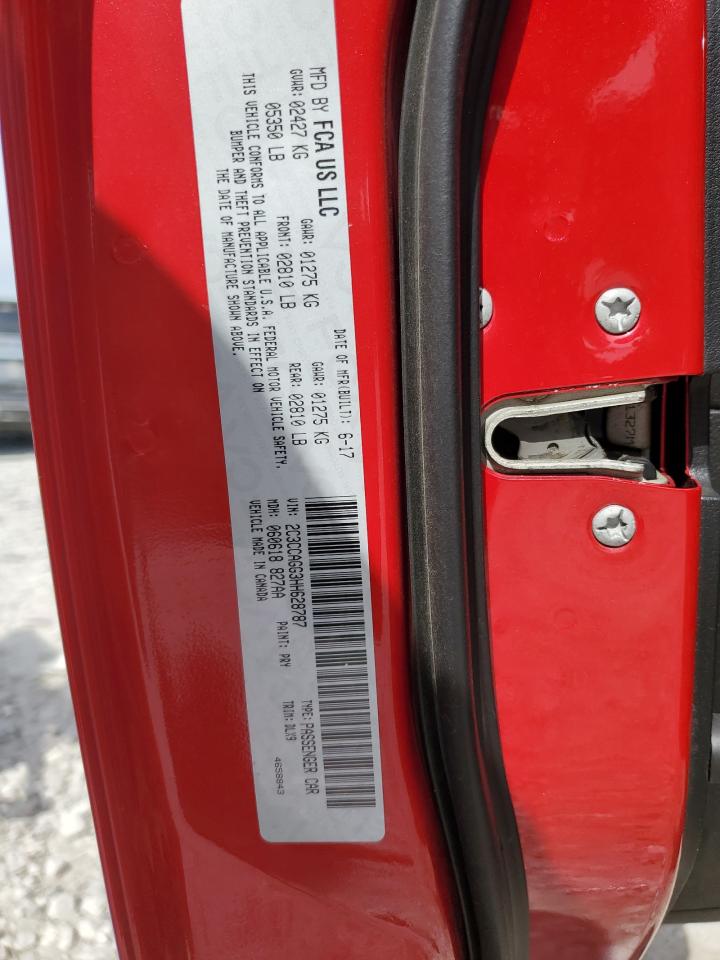 MFD BY FCA US LLC
DATE OF MFR(BUILT): 6-17
GVWR: 02427 KG
GAWR: 01275 KG
GAWR: 01275 KG
05350 LB
FRONT: 02810 LB
REAR: 02810 LB
THIS VEHICLE CONFORMS TO ALL APPLICABLE U.S.A. FEDERAL MOTOR VEHICLE SAFETY,
BUMPER AND THEFT PREVENTION STANDARDS IN EFFECT ON
THE DATE OF MANUFACTURE SHOWN ABOVE.
VIN: 2C3CCAGG3HH628787
TYPE: PASSENGER CAR
MDH: 060618 827AA
PAINT: PRY
TRIM: DLX9
VEHICLE MADE IN CANADA
46S8843